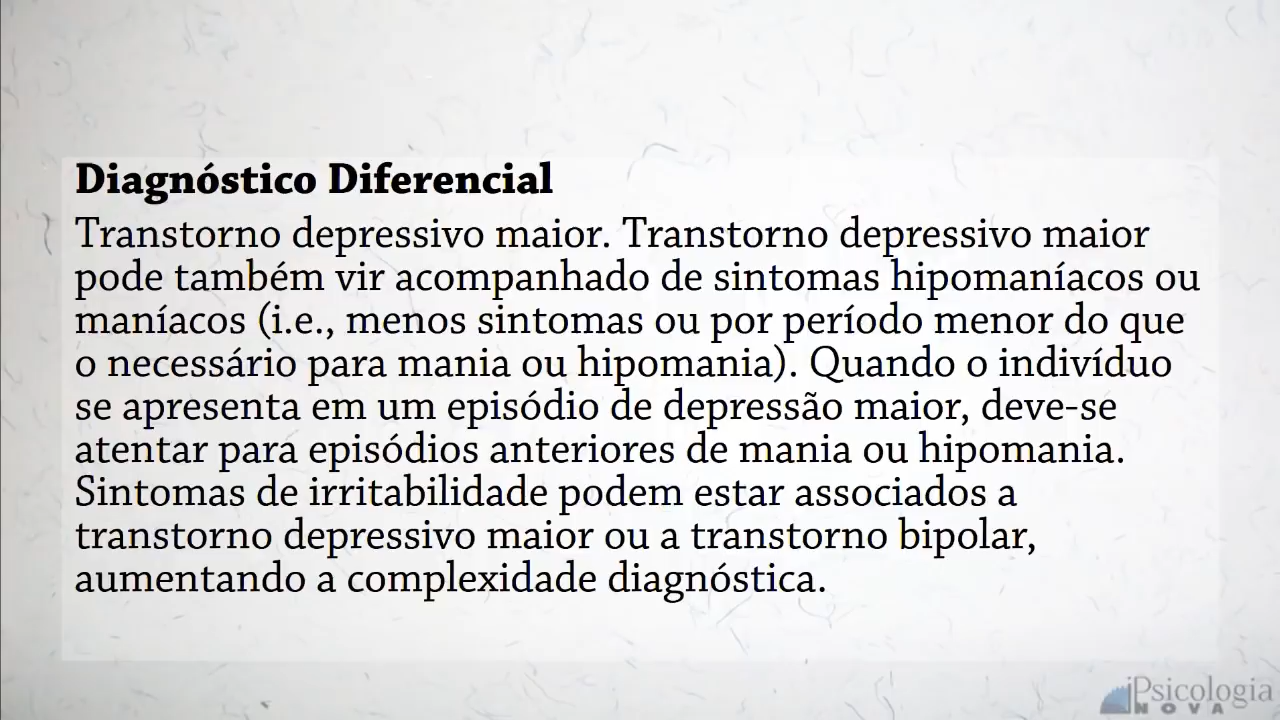 Diagnóstico Diferencial
Transtorno depressivo maior. Transtorno depressivo maior
pode também vir acompanhado de sintomas hipomaníacos ou
maníacos (i.e., menos sintomas ou por período menor do que
o necessário para mania ou hipomania). Quando o indivíduo
se apresenta em um episódio de depressão maior, deve-se
atentar para episódios anteriores de mania ou hipomania.
Sintomas de irritabilidade podem estar associados a
transtorno depressivo maior ou a transtorno bipolar,
aumentando a complexidade diagnóstica.
Psicologia
NOVA